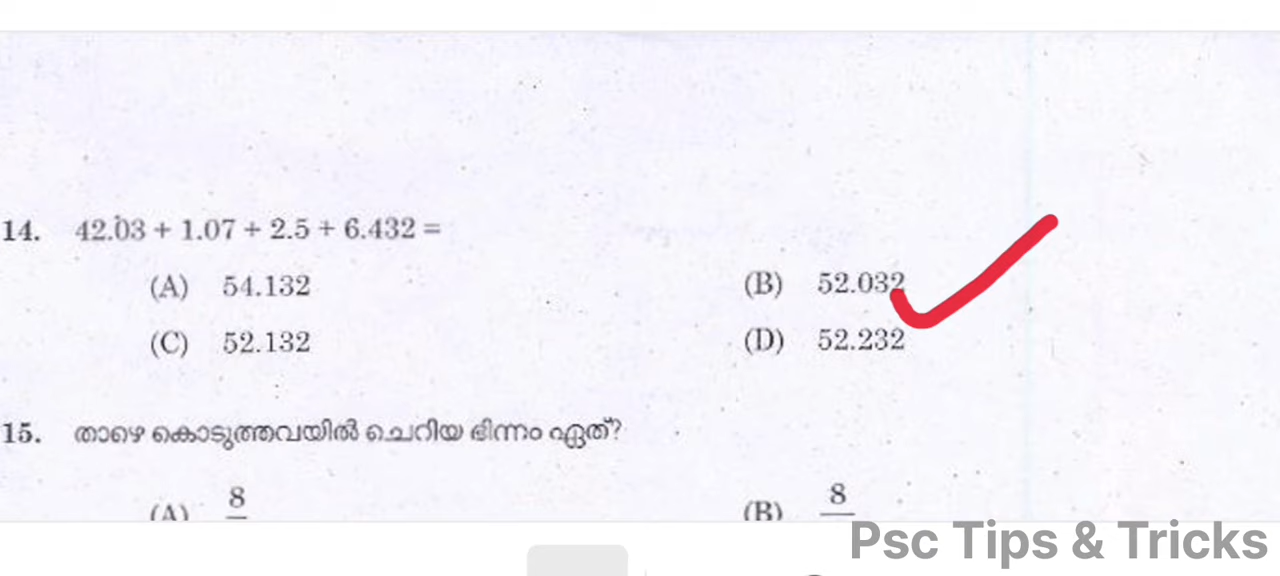 14. 42.03 + 1.07 + 2.5 + 6.432 =
(A) 54.132 (B) 52.032
(C) 52.132 (D) 52.232
15. താഴെ കൊടുത്തവയിൽ ചെറിയ ഭിന്നം ഏത്?
(A) 8 (B) 8
Psc Tips & Tricks